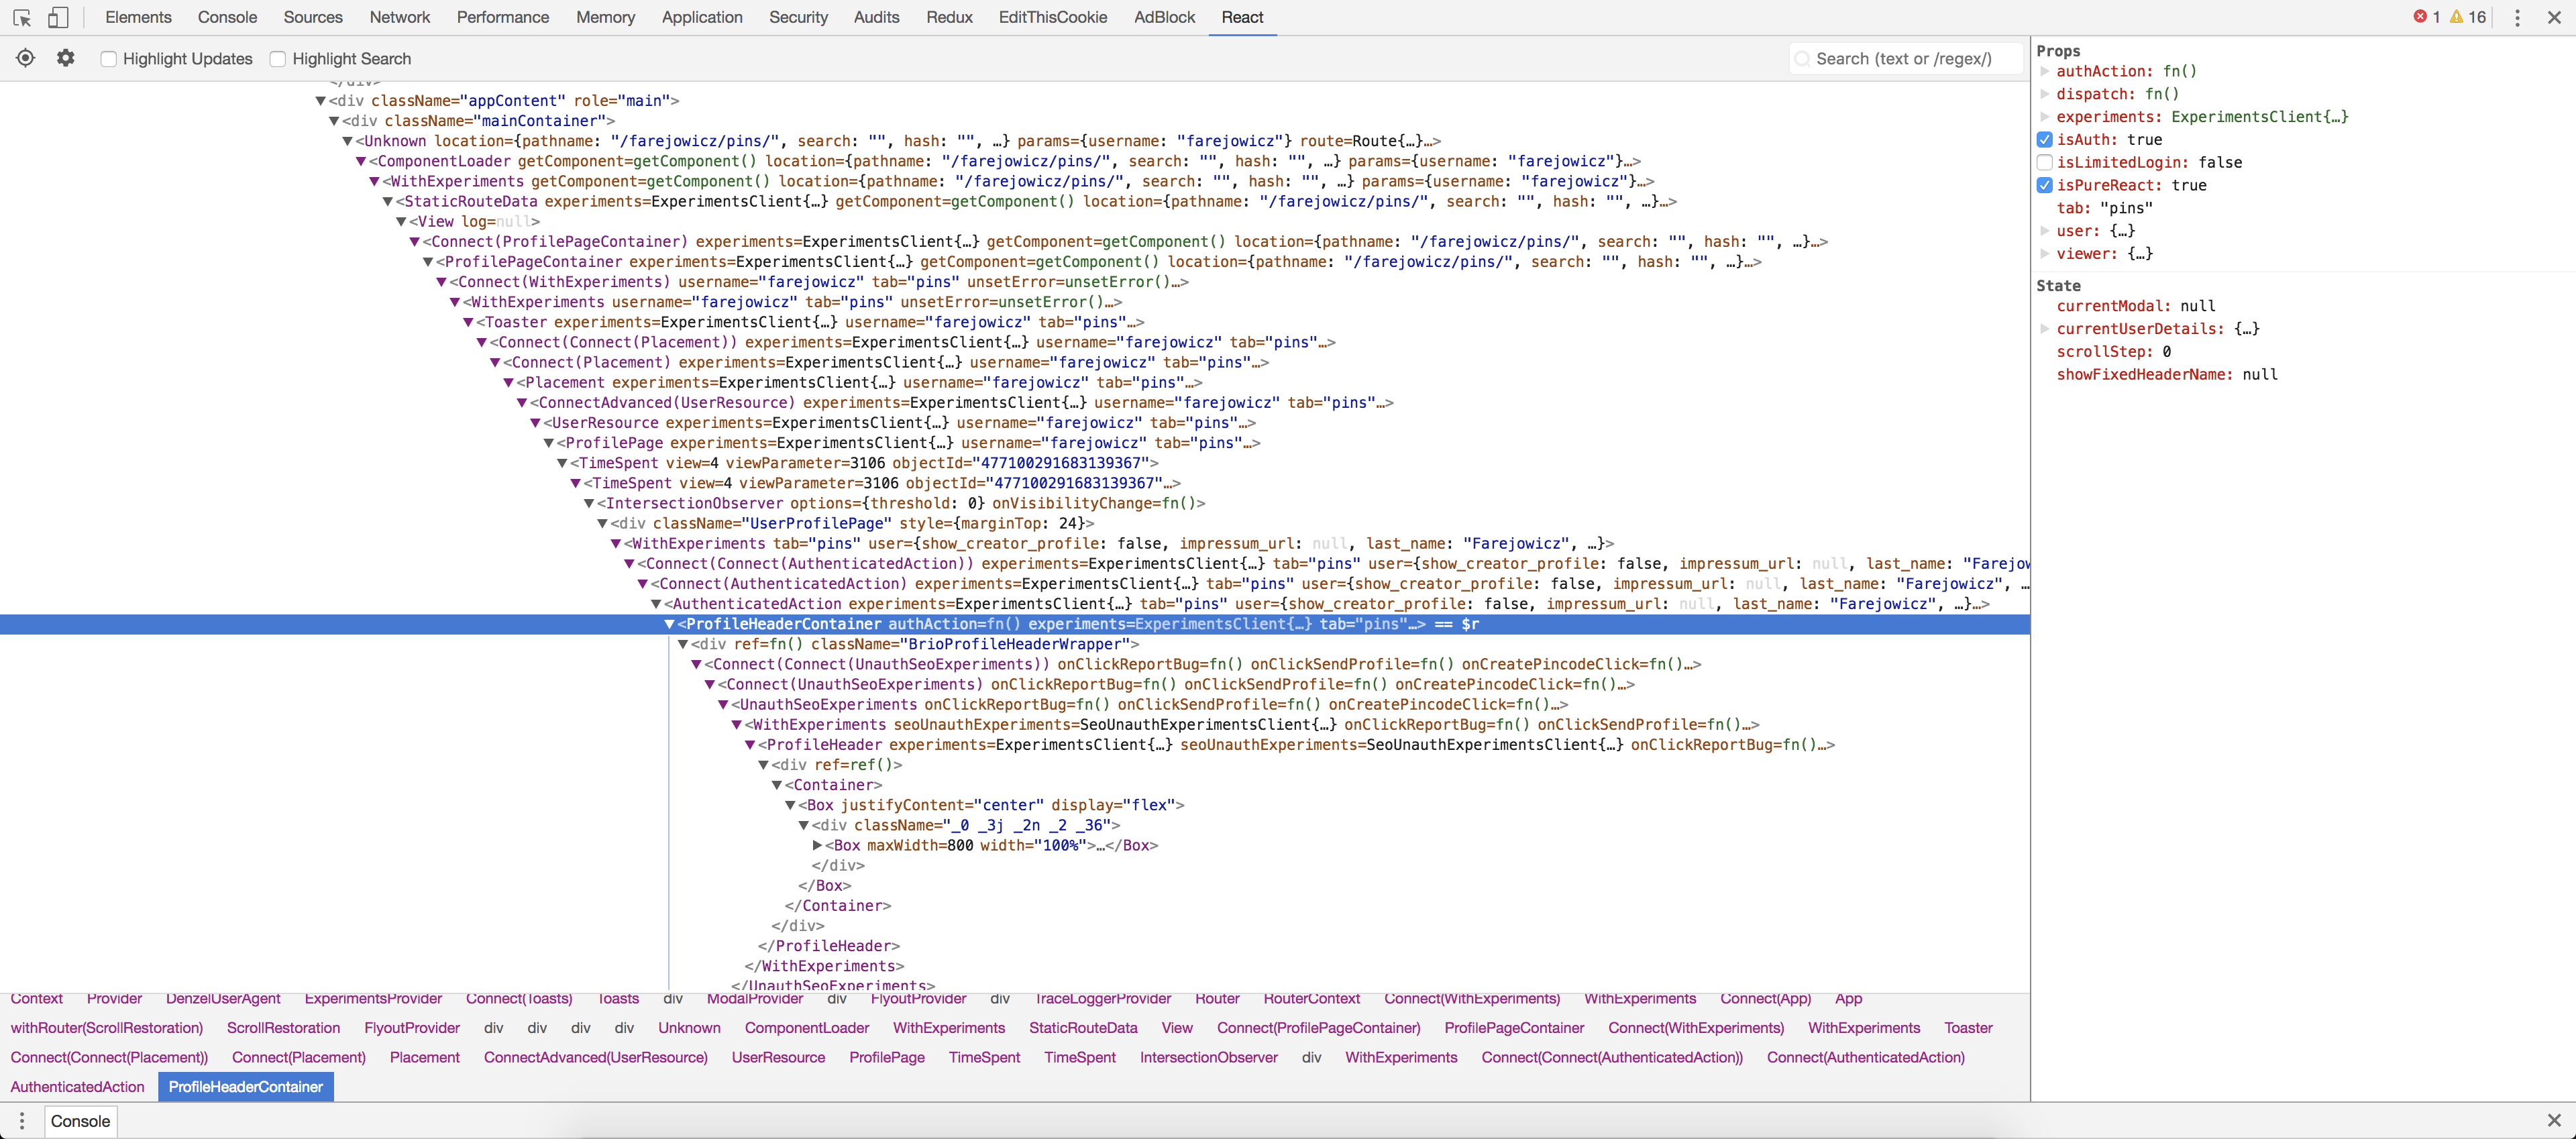 Elements Console Sources Network Performance Memory Application Security Audits Redux EditThisCookie AdBlock React 1 16
Highlight Updates Highlight Search Search (text or /regex/)
</div>
<div className="appContent" role="main">
<div className="mainContainer">
<Unknown location={pathname: "/farejowicz/pins/", search: "", hash: "", …} params={username: "farejowicz"} route=Route{…}…>
<ComponentLoader getComponent=getComponent() location={pathname: "/farejowicz/pins/", search: "", hash: "", …} params={username: "farejowicz"}…>
<WithExperiments getComponent=getComponent() location={pathname: "/farejowicz/pins/", search: "", hash: "", …} params={username: "farejowicz"}…>
<StaticRouteData experiments=ExperimentsClient{…} getComponent=getComponent() location={pathname: "/farejowicz/pins/", search: "", hash: "", …}…>
<View log=null>
<Connect(ProfilePageContainer) experiments=ExperimentsClient{…} getComponent=getComponent() location={pathname: "/farejowicz/pins/", search: "", hash: "", …}…>
<ProfilePageContainer experiments=ExperimentsClient{…} getComponent=getComponent() location={pathname: "/farejowicz/pins/", search: "", hash: "", …}…>
<Connect(WithExperiments) username="farejowicz" tab="pins" unsetError=unsetError()…>
<WithExperiments username="farejowicz" tab="pins" unsetError=unsetError()…>
<Toaster experiments=ExperimentsClient{…} username="farejowicz" tab="pins"…>
<Connect(Connect(Placement)) experiments=ExperimentsClient{…} username="farejowicz" tab="pins"…>
<Connect(Placement) experiments=ExperimentsClient{…} username="farejowicz" tab="pins"…>
<Placement experiments=ExperimentsClient{…} username="farejowicz" tab="pins"…>
<ConnectAdvanced(UserResource) experiments=ExperimentsClient{…} username="farejowicz" tab="pins"…>
<UserResource experiments=ExperimentsClient{…} username="farejowicz" tab="pins"…>
<ProfilePage experiments=ExperimentsClient{…} username="farejowicz" tab="pins"…>
<TimeSpent view=4 viewParameter=3106 objectId="477100291683139367">
<TimeSpent view=4 viewParameter=3106 objectId="477100291683139367"…>
<IntersectionObserver options={threshold: 0} onVisibilityChange=fn()>
<div className="UserProfilePage" style={marginTop: 24}>
<WithExperiments tab="pins" user={show_creator_profile: false, impressum_url: null, last_name: "Farejowicz", …}>
<Connect(Connect(AuthenticatedAction)) experiments=ExperimentsClient{…} tab="pins" user={show_creator_profile: false, impressum_url: null, last_name: "Farejow
<Connect(AuthenticatedAction) experiments=ExperimentsClient{…} tab="pins" user={show_creator_profile: false, impressum_url: null, last_name: "Farejowicz", …
<AuthenticatedAction experiments=ExperimentsClient{…} tab="pins" user={show_creator_profile: false, impressum_url: null, last_name: "Farejowicz", …}…>
<ProfileHeaderContainer authAction=fn() experiments=ExperimentsClient{…} tab="pins"…> == $r
<div ref=fn() className="BrioProfileHeaderWrapper">
<Connect(Connect(UnauthSeoExperiments)) onClickReportBug=fn() onClickSendProfile=fn() onCreatePincodeClick=fn()…>
<Connect(UnauthSeoExperiments) onClickReportBug=fn() onClickSendProfile=fn() onCreatePincodeClick=fn()…>
<UnauthSeoExperiments onClickReportBug=fn() onClickSendProfile=fn() onCreatePincodeClick=fn()…>
<WithExperiments seoUnauthExperiments=SeoUnauthExperimentsClient{…} onClickReportBug=fn() onClickSendProfile=fn()…>
<ProfileHeader experiments=ExperimentsClient{…} seoUnauthExperiments=SeoUnauthExperimentsClient{…} onClickReportBug=fn()…>
<div ref=ref()>
<Container>
<Box justifyContent="center" display="flex">
<div className="_0 _3j _2n _2 _36">
<Box maxWidth=800 width="100%">…</Box>
</div>
</Box>
</Container>
</div>
</ProfileHeader>
</WithExperiments>
</UnauthSeoExperiments>
Context Provider DenzelUserAgent ExperimentsProvider Connect(Toasts) Toasts div ModalProvider div FlyoutProvider div TraceLoggerProvider Router RouterContext Connect(WithExperiments) WithExperiments Connect(App) App
withRouter(ScrollRestoration) ScrollRestoration FlyoutProvider div div div div Unknown ComponentLoader WithExperiments StaticRouteData View Connect(ProfilePageContainer) ProfilePageContainer Connect(WithExperiments) WithExperiments Toaster
Connect(Connect(Placement)) Connect(Placement) Placement ConnectAdvanced(UserResource) UserResource ProfilePage TimeSpent TimeSpent IntersectionObserver div WithExperiments Connect(Connect(AuthenticatedAction)) Connect(AuthenticatedAction)
AuthenticatedAction ProfileHeaderContainer
Console
Props
authAction: fn()
dispatch: fn()
experiments: ExperimentsClient{…}
isAuth: true
isLimitedLogin: false
isPureReact: true
tab: "pins"
user: {…}
viewer: {…}
State
currentModal: null
currentUserDetails: {…}
scrollStep: 0
showFixedHeaderName: null